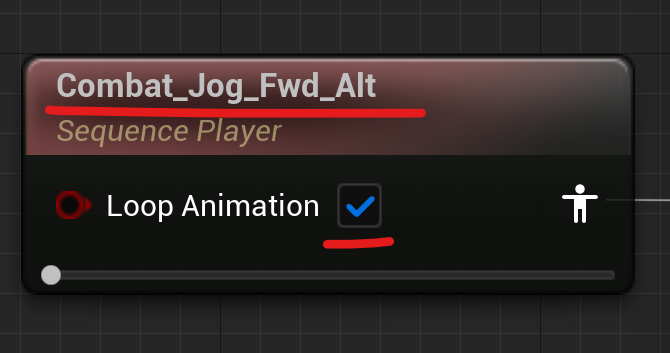 Combat_Jog_Fwd_Alt
Sequence Player
Loop Animation